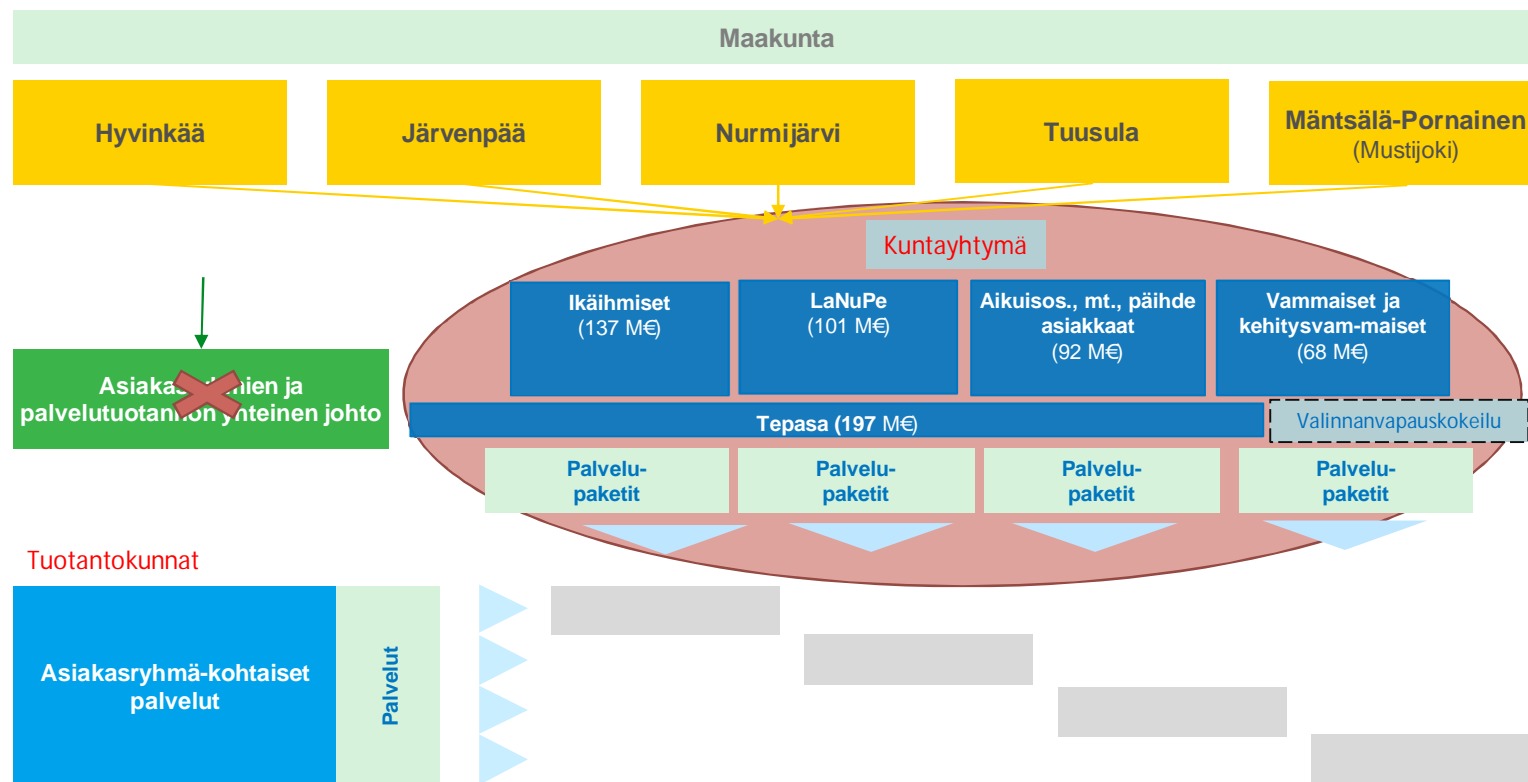 Maakunta
Hyvinkää
Järvenpää
Nurmijärvi
Tuusula
Mäntsälä-Pornainen
(Mustijoki)
Kuntayhtymä
Ikäihmiset
(137 M€)
LaNuPe
(101 M€)
Aikuisos., mt., päihde
asiakkaat
(92 M€)
Vammaiset ja
kehitysvam-maiset
(68 M€)
ja
palvelutuotannon yhteinen johto
Tepasa (197 M€)
Valinnanvapauskokeilu
Palvelu-
paketit
Palvelu-
paketit
Palvelu-
paketit
Palvelu-
paketit
Tuotantokunnat
Asiakasryhmä-kohtaiset
palvelut
Palvelut